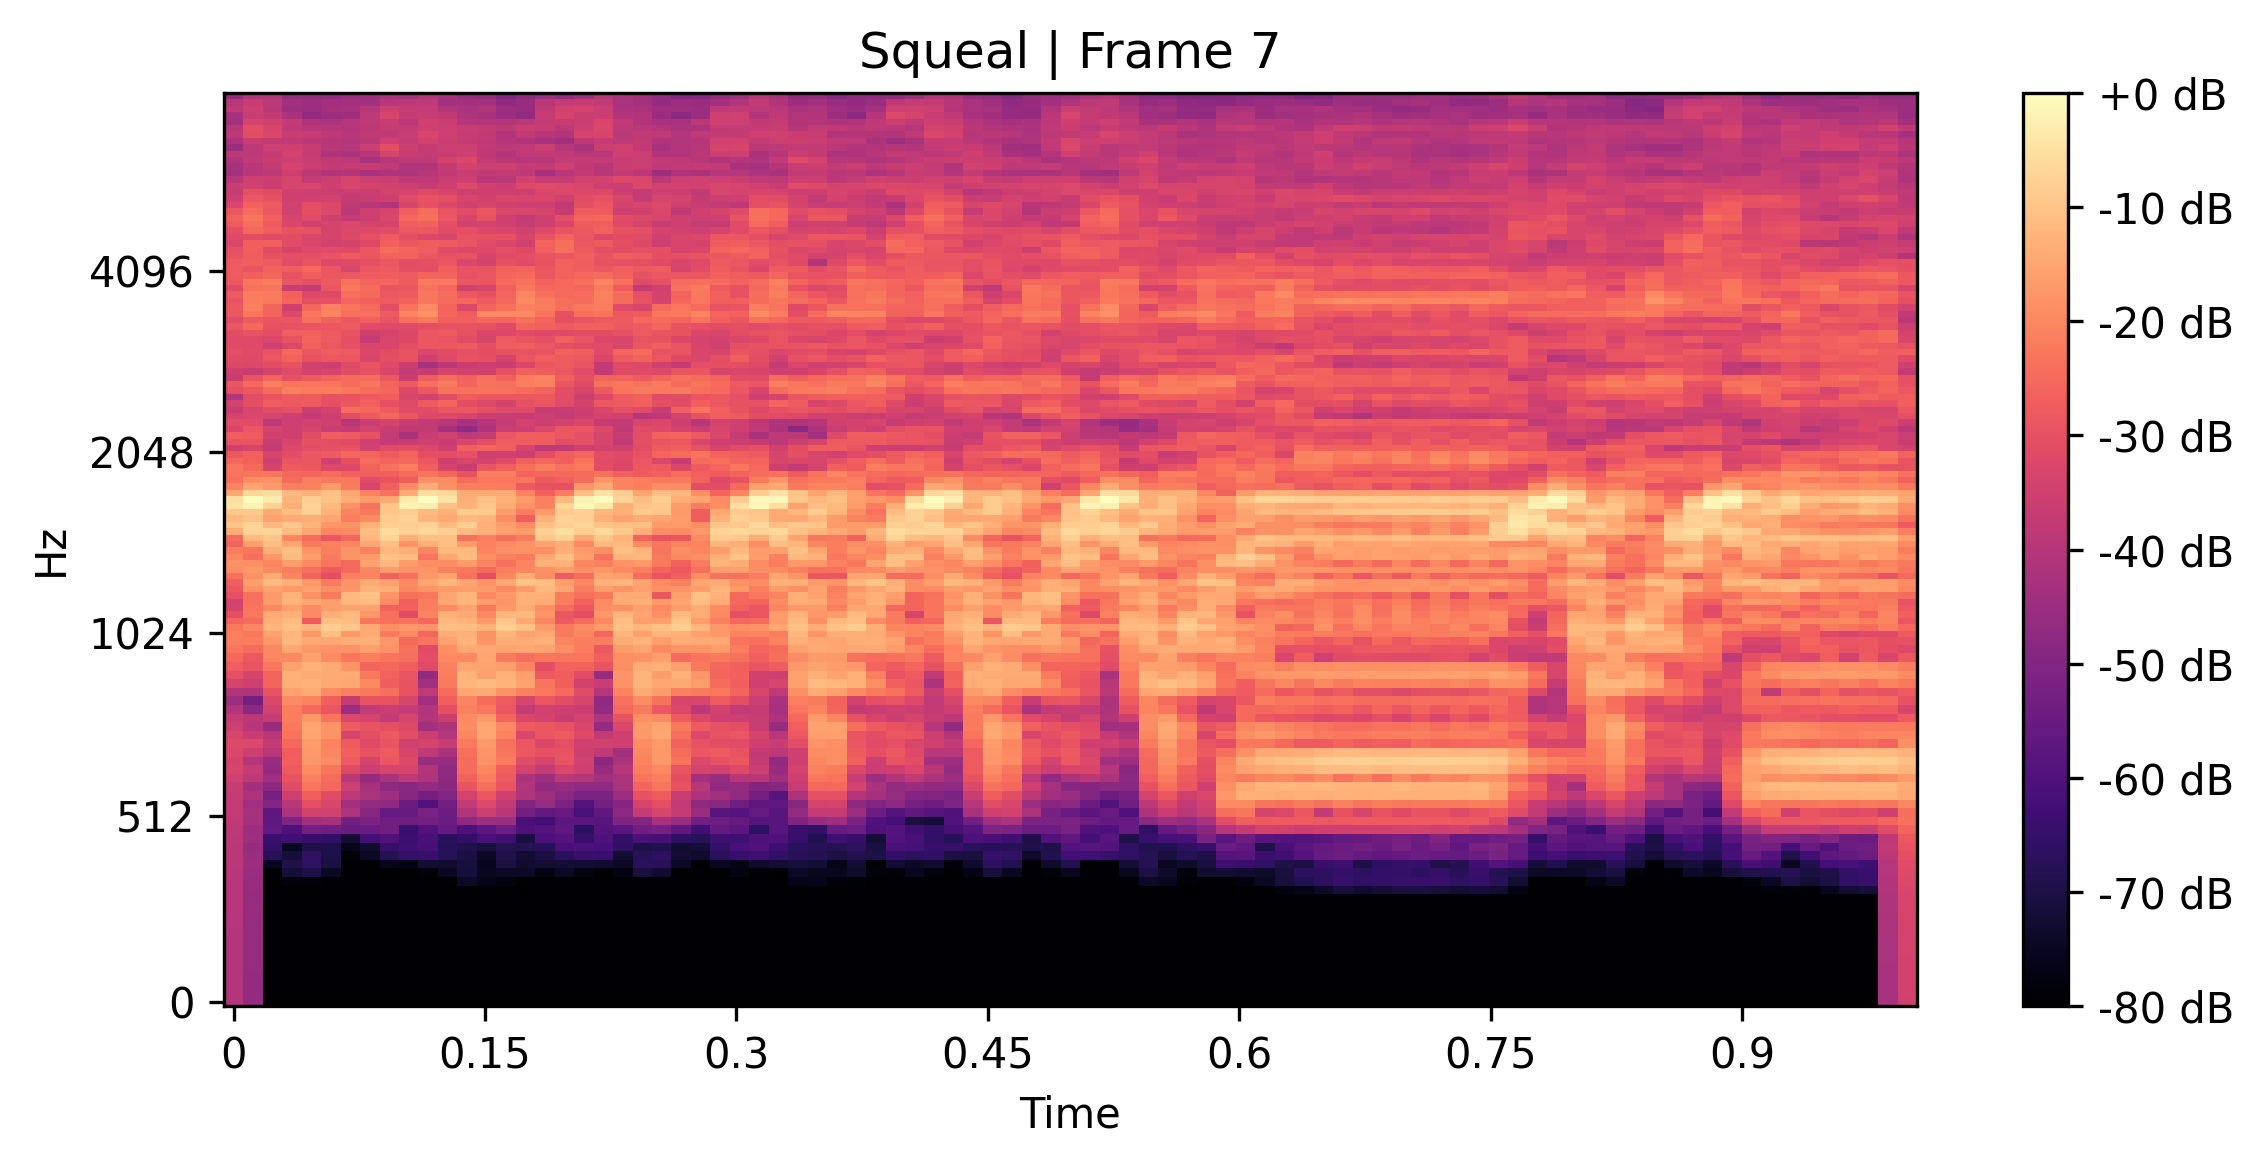 Squeal | Frame 7
+0 dB
-10 dB
-20 dB
-30 dB
-40 dB
-50 dB
-60 dB
-70 dB
-80 dB
Hz
4096
2048
1024
512
0
0 0.15 0.3 0.45 0.6 0.75 0.9
Time